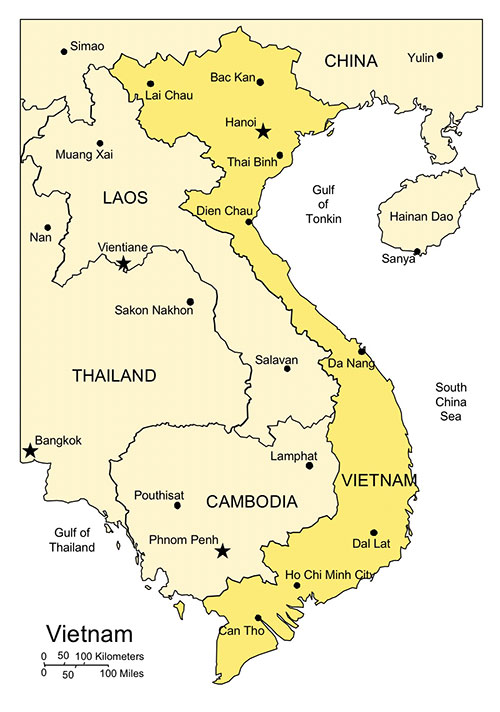 Simao
CHINA
Yulin
Bac Kan
Lai Chau
Hanoi
Muang Xai
Thai Binh
LAOS
Gulf
of
Tonkin
Dien Chau
Hainan Dao
Nan
Vientiane
Sanya
Sakon Nakhon
Salavan
Da Nang
THAILAND
South
China
Sea
Bangkok
Lamphat
VIETNAM
Pouthisat
CAMBODIA
Gulf of
Thailand
Phnom Penh
Dal Lat
Ho Chi Minh City
Can Tho
Vietnam
0 50 100 Kilometers
0 50 100 Miles